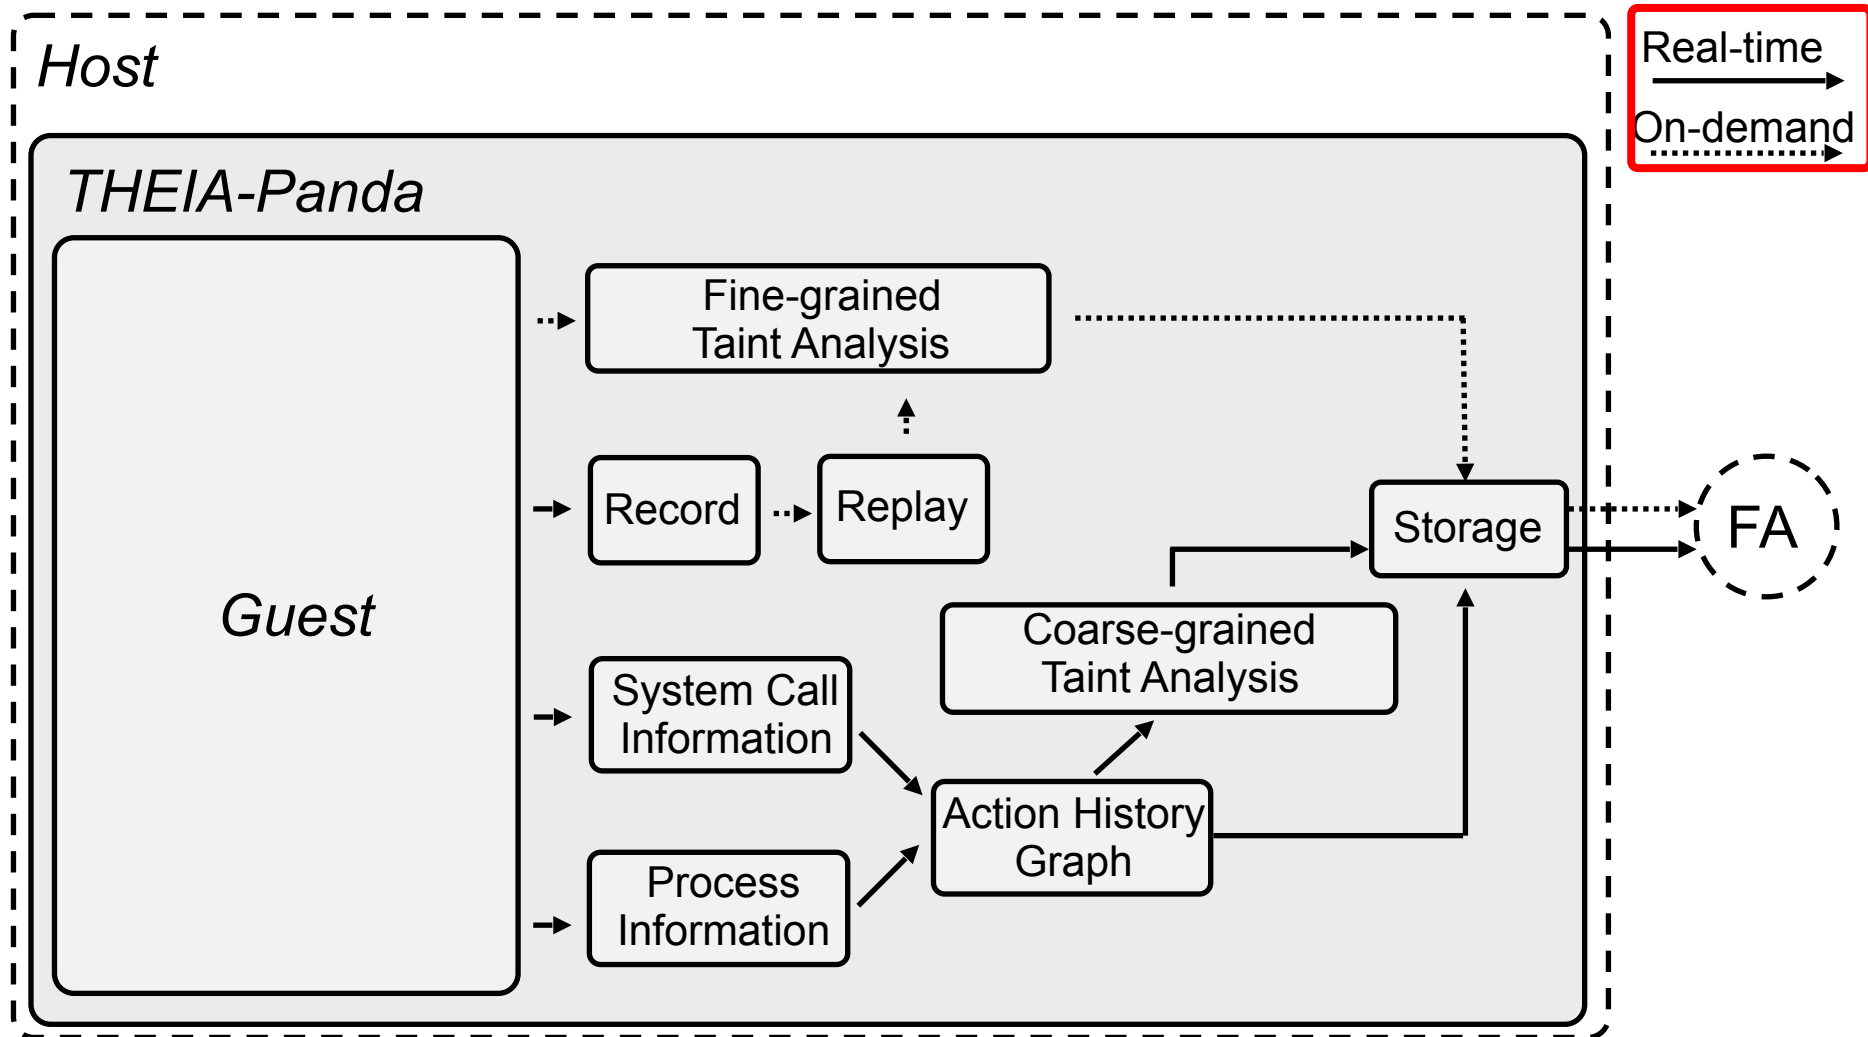 Host
Real-time
On-demand
THEIA-Panda
Fine-grained
Taint Analysis
Record
Replay
Storage
FA
Guest
Coarse-grained
Taint Analysis
System Call
Information
Action History
Graph
Process
Information